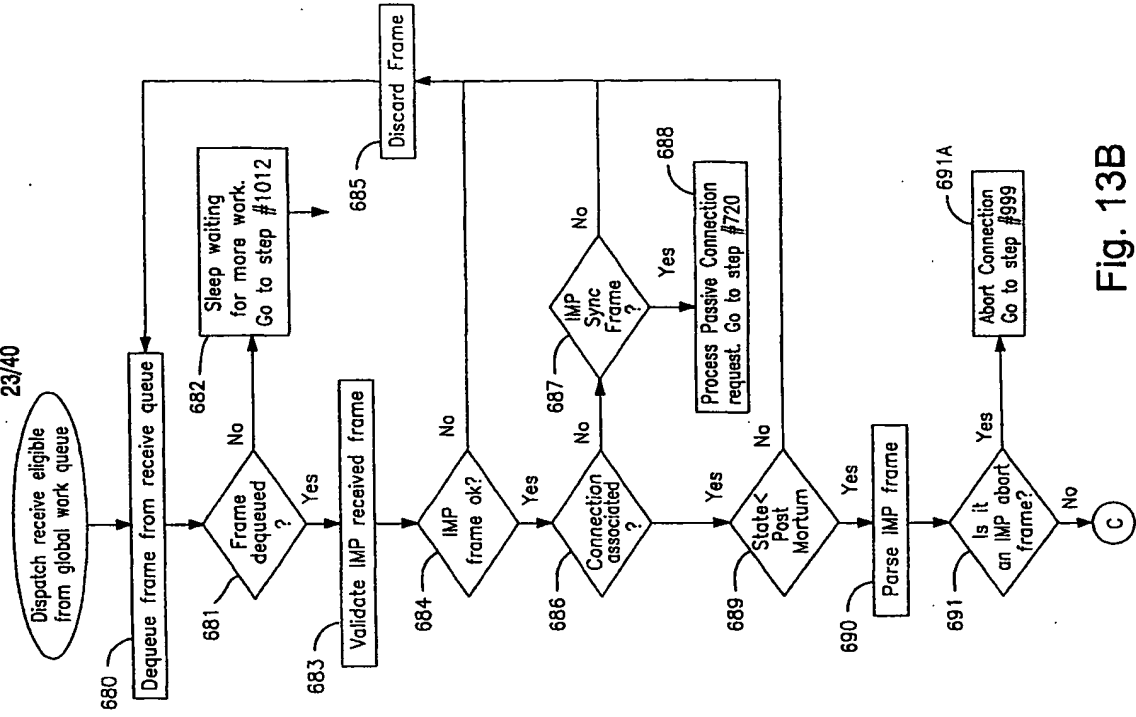 23/40
Dispatch receive eligible
from global work queue
680
Dequeue frame from receive queue
681
Frame
dequeued
?
No
Yes
682
Sleep waiting
for more work.
Go to step #1012
683
Validate IMP received frame
684
IMP
frame ok?
No
Yes
685
Discard Frame
686
Connection
associated
?
No
Yes
687
IMP
Sync
Frame
?
No
Yes
688
Process Passive Connection
request. Go to step #720
689
State<
Post
Mortum
No
Yes
690
Parse IMP frame
691
Is it
an IMP abort
frame?
Yes
No
691A
Abort Connection
Go to step #999
C
Fig. 13B